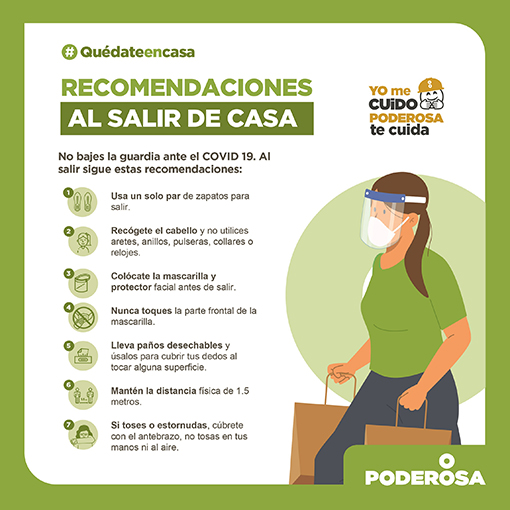 #Quédateencasa
RECOMENDACIONES
AL SALIR DE CASA
YO me
CUiDO
PODEROSA
te cuida
No bajes la guardia ante el COVID 19. Al
salir sigue estas recomendaciones:
1
Usa un solo par de zapatos para
salir.
2
Recógete el cabello y no utilices
aretes, anillos, pulseras, collares o
relojes.
3
Colócate la mascarilla y
protector facial antes de salir.
4
Nunca toques la parte frontal de la
mascarilla.
5
Lleva paños desechables y
úsalos para cubrir tus dedos al
tocar alguna superficie.
6
Mantén la distancia física de 1.5
metros.
7
Si toses o estornudas, cúbrete
con el antebrazo, no tosas en tus
manos ni al aire.
PODEROSA